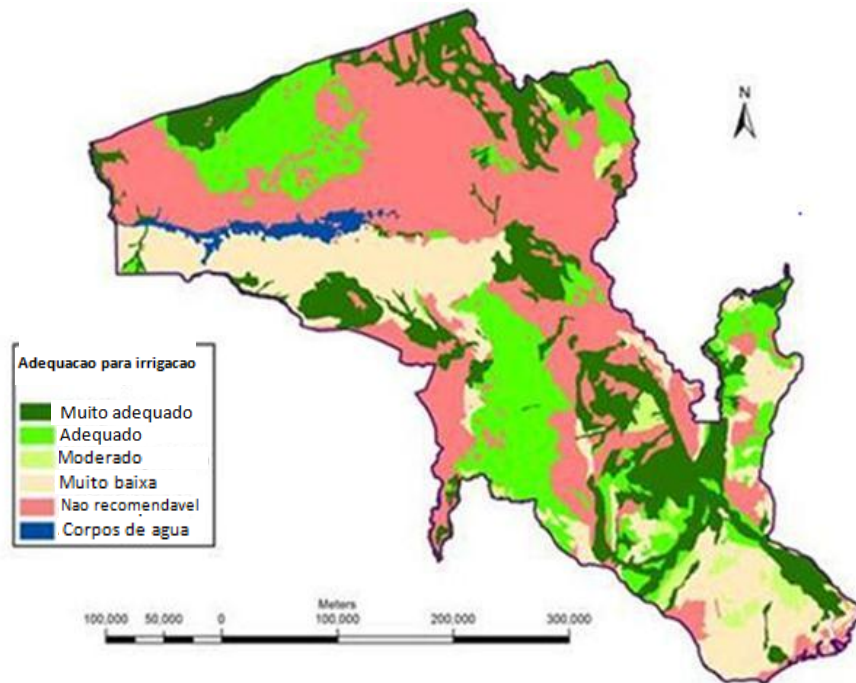 N
Adequacao para irrigacao
Muito adequado
Adequado
Moderado
Muito baixa
Nao recomendavel
Corpos de agua
Meters
100,000 50,000 0 100,000 200,000 300,000